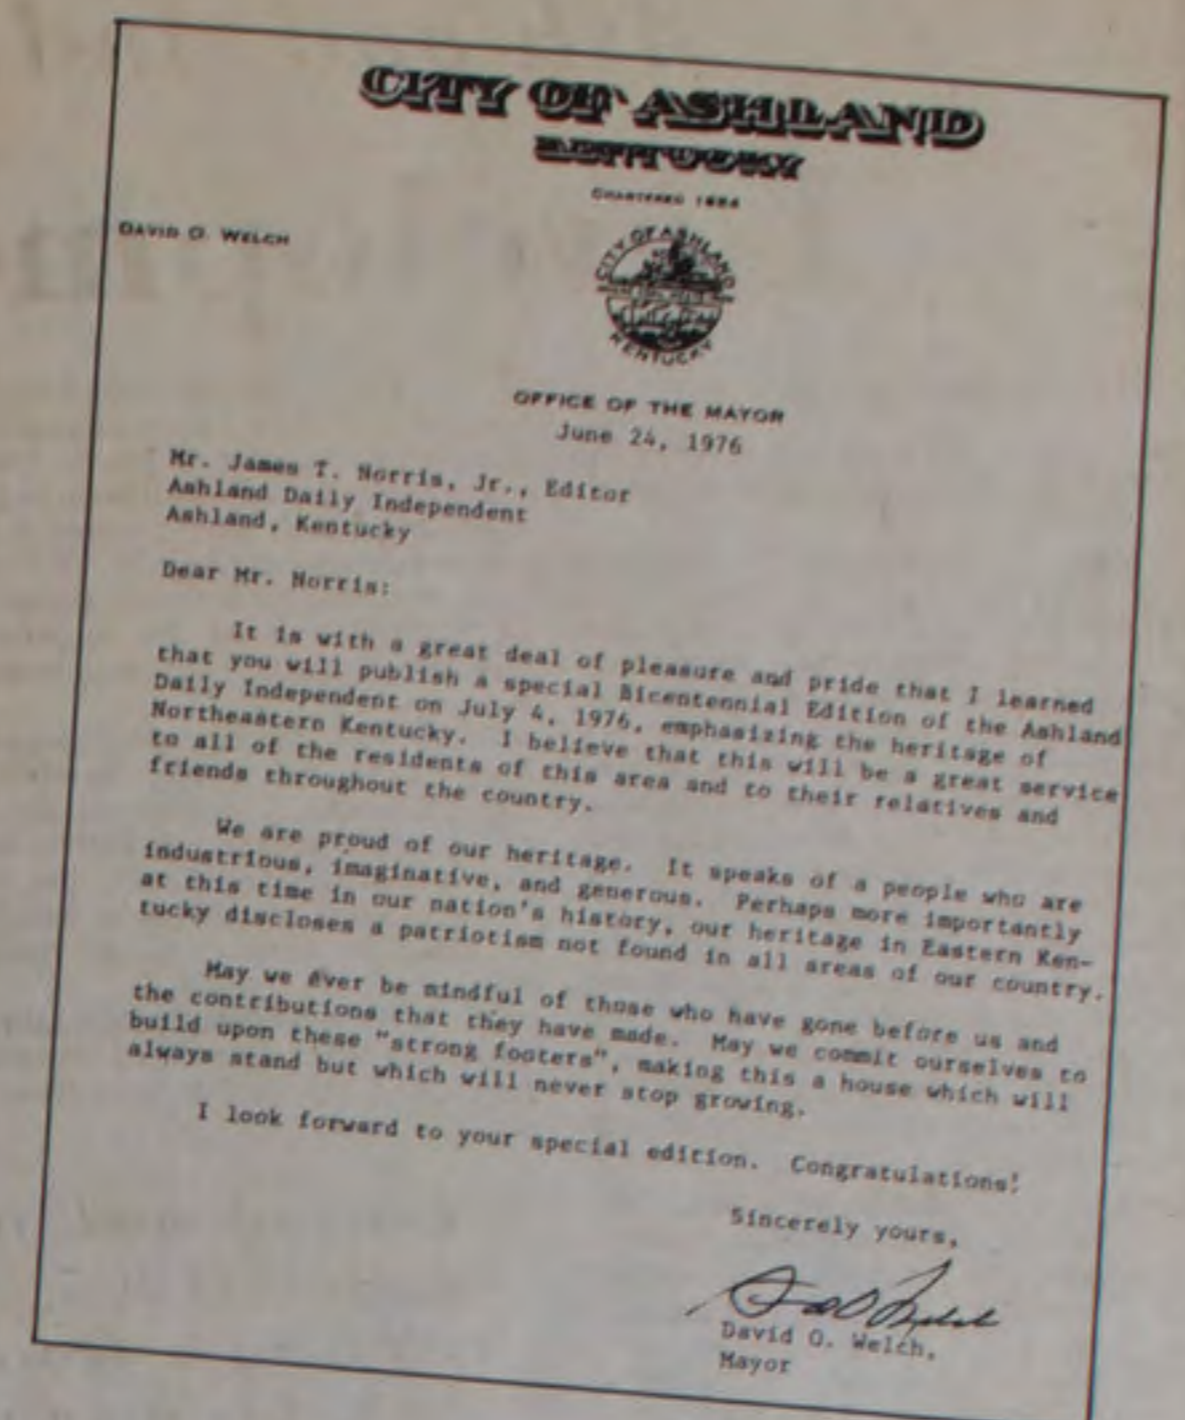 CITY OF ASHLAND
KENTUCKY
CHARTERED
DAVID O. WELCH
CITY OF ASHLAND
KENTUCKY
OFFICE OF THE MAYOR
June 24, 1976
Mr. James T. Norris, Jr., Editor
Ashland Daily Independent
Ashland, Kentucky
Dear Mr. Norris:
It is with a great deal of pleasure and pride that I learned
that you will publish a special Bicentennial Edition of the Ashland
Daily Independent on July 4, 1976, emphasizing the heritage of
Northeastern Kentucky. I believe that this will be a great service
to all of the residents of this area and to their relatives and
friends throughout the country.
We are proud of our heritage. It speaks of a people who are
industrious, imaginative, and generous. Perhaps more importantly
at this time in our nation's history, our heritage in Eastern Ken-
tucky discloses a patriotism not found in all areas of our country.
May we ever be mindful of those who have gone before us and
the contributions that they have made. May we commit ourselves to
build upon these "strong footers", making this a house which will
always stand but which will never stop growing.
I look forward to your special edition. Congratulations!
Sincerely yours,
David O. Welch,
Mayor